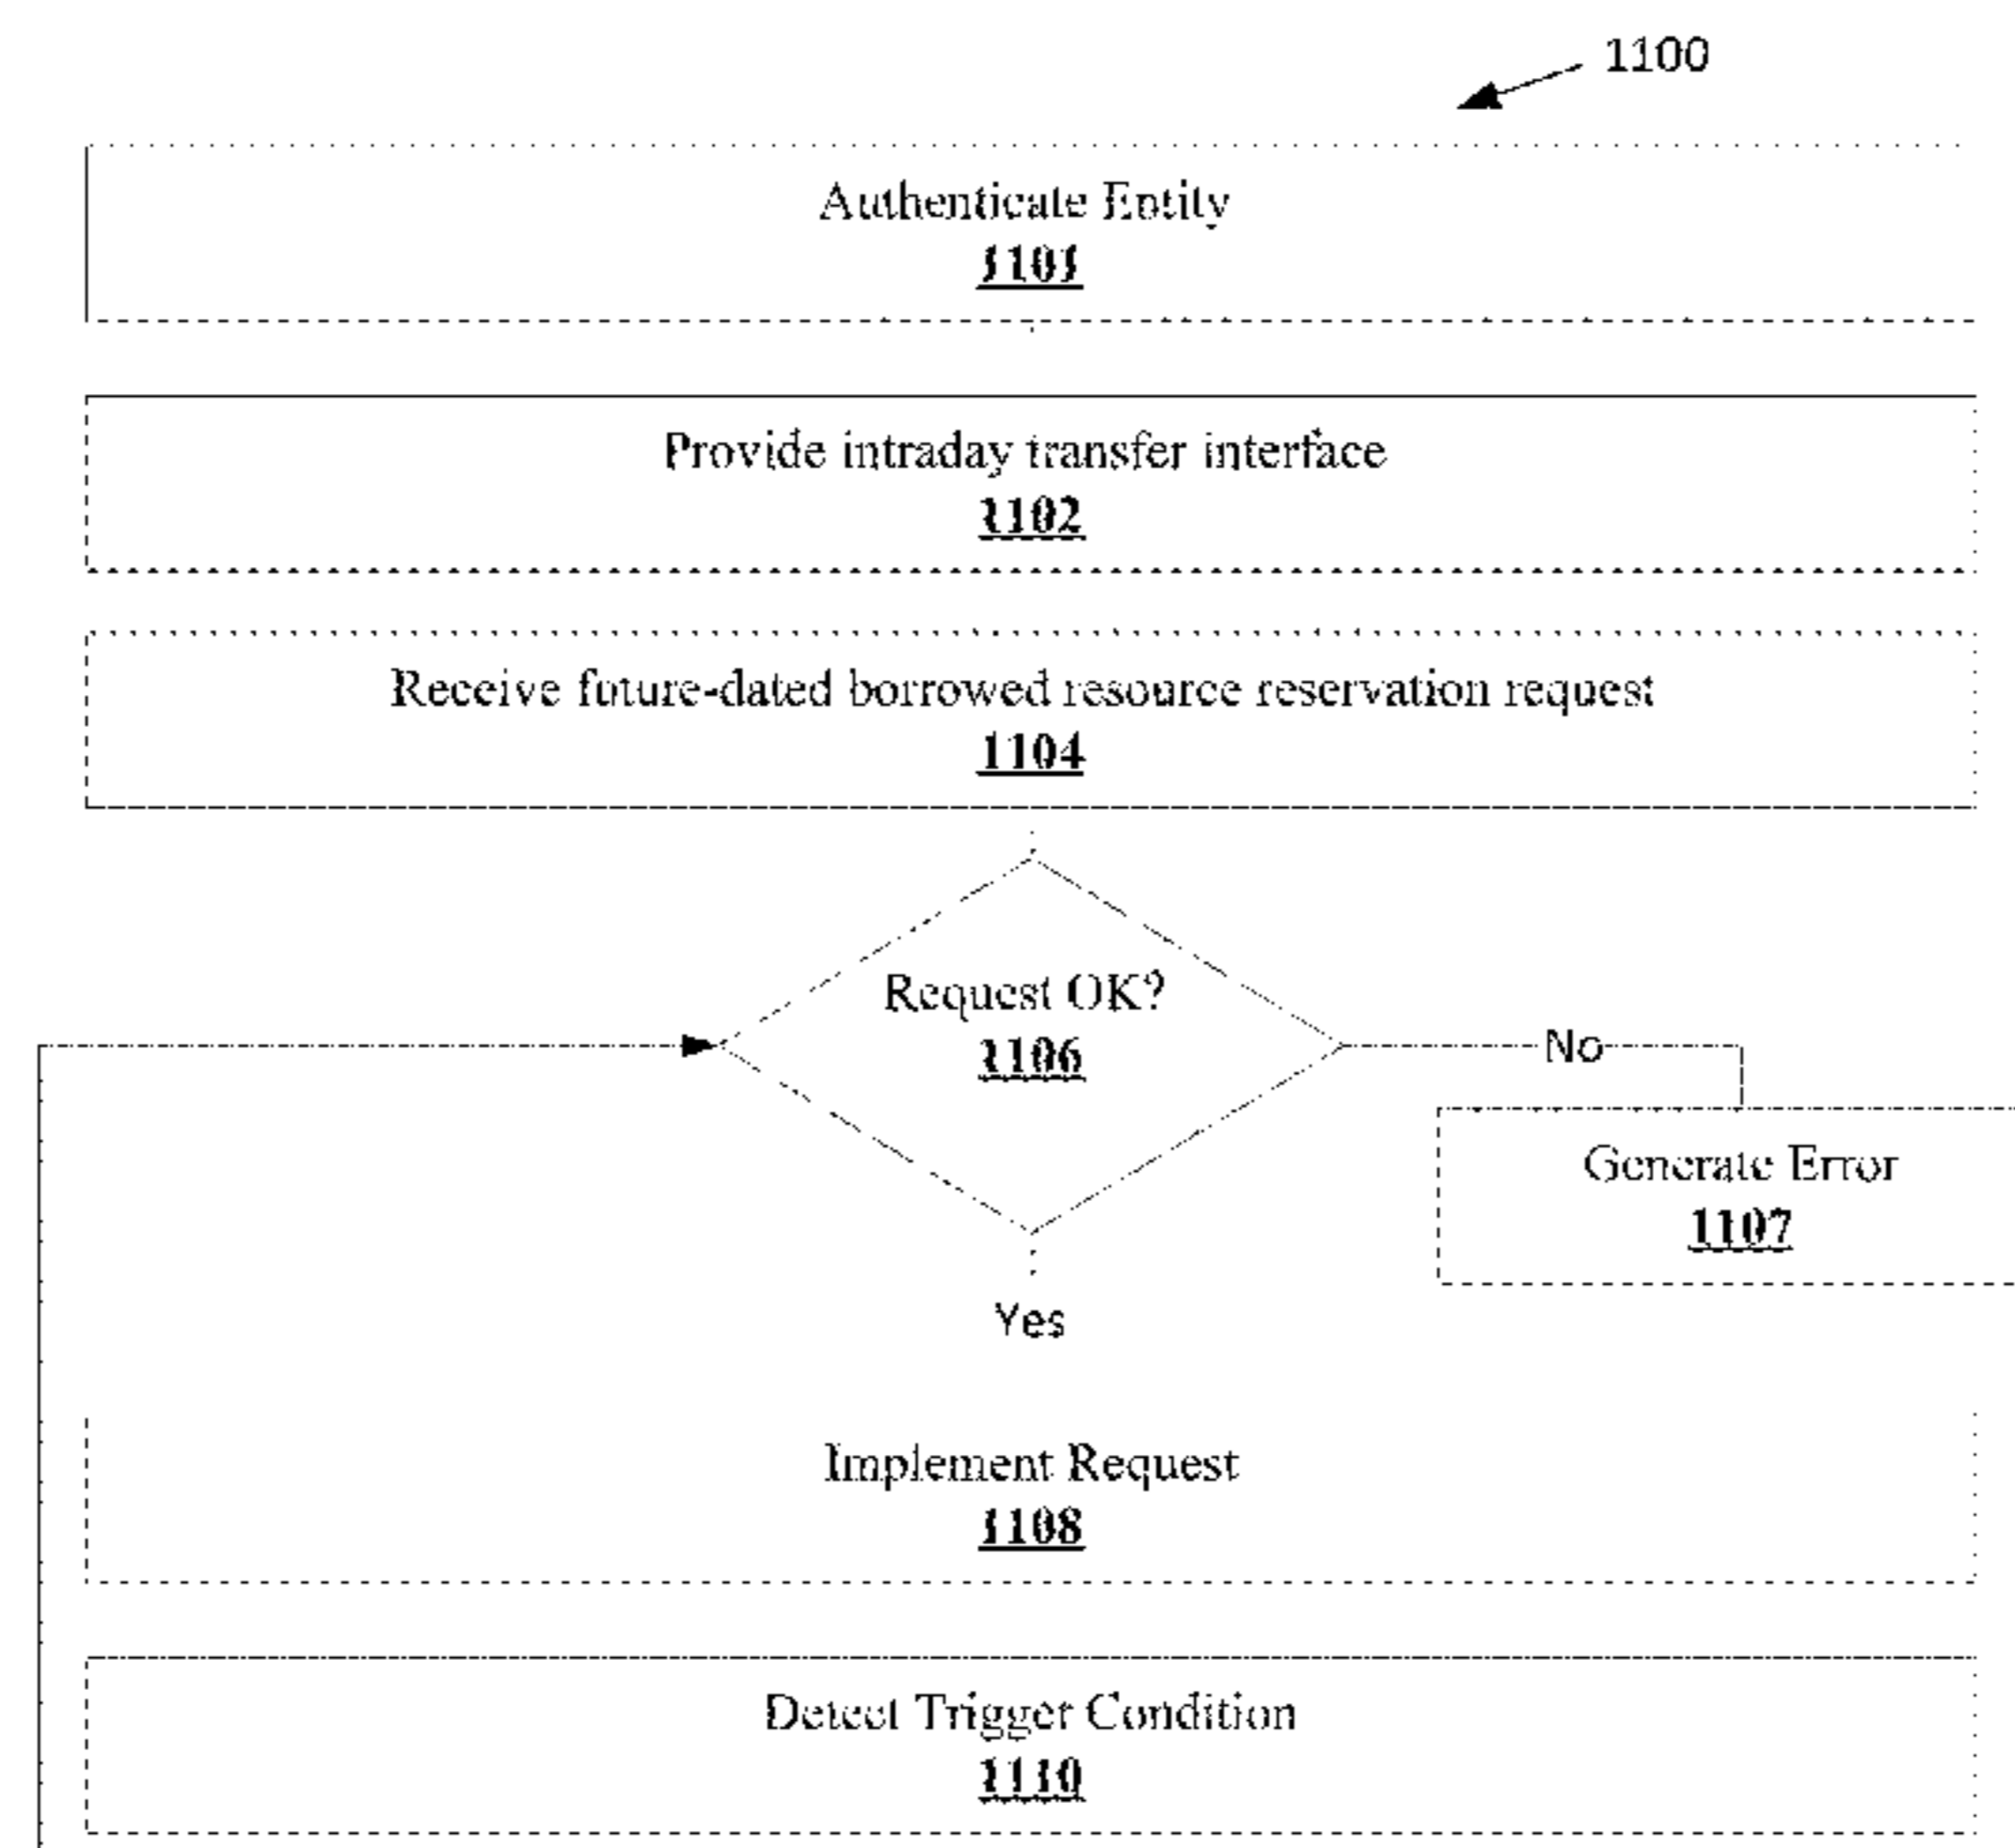 1100
Authenticate Entity
1101
Provide intraday transfer interface
1102
Receive future-dated borrowed resource reservation request
1104
Request OK?
1106
No
Generate Error
1107
Yes
Implement Request
1108
Detect Trigger Condition
1110